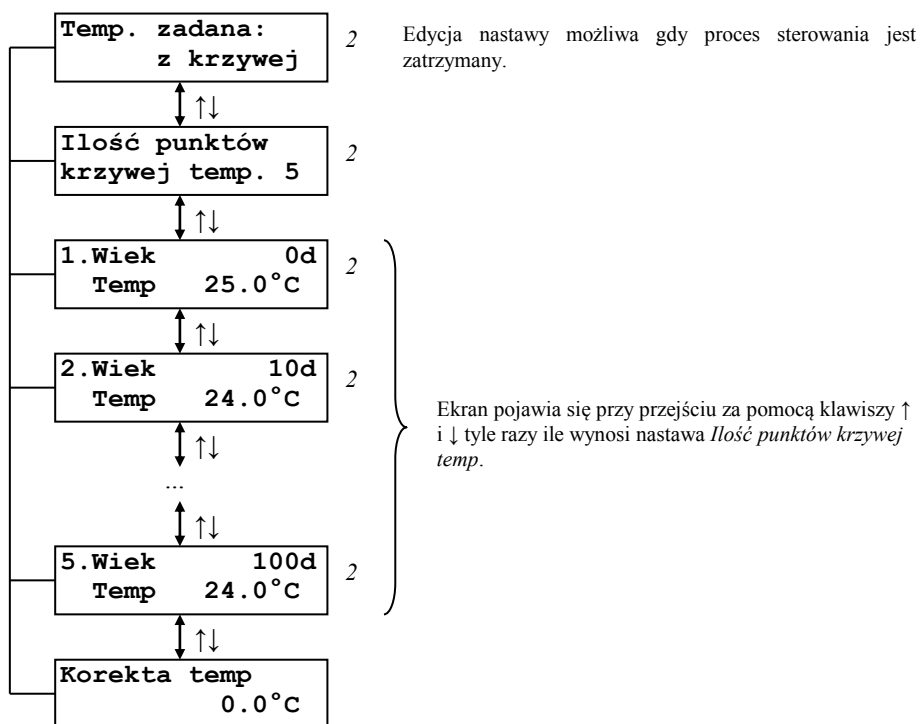 Temp. zadana:
z krzywej
2
Edycja nastawy możliwa gdy proces sterowania jest
zatrzymany.
↑↓
Ilość punktów
krzywej temp. 5
2
↑↓
1.Wiek 0d
Temp 25.0°C
2
↑↓
2.Wiek 10d
Temp 24.0°C
2
Ekran pojawia się przy przejściu za pomocą klawiszy ↑
i ↓ tyle razy ile wynosi nastawa Ilość punktów krzywej
temp.
↑↓
...
↑↓
5.Wiek 100d
Temp 24.0°C
2
↑↓
Korekta temp
0.0°C